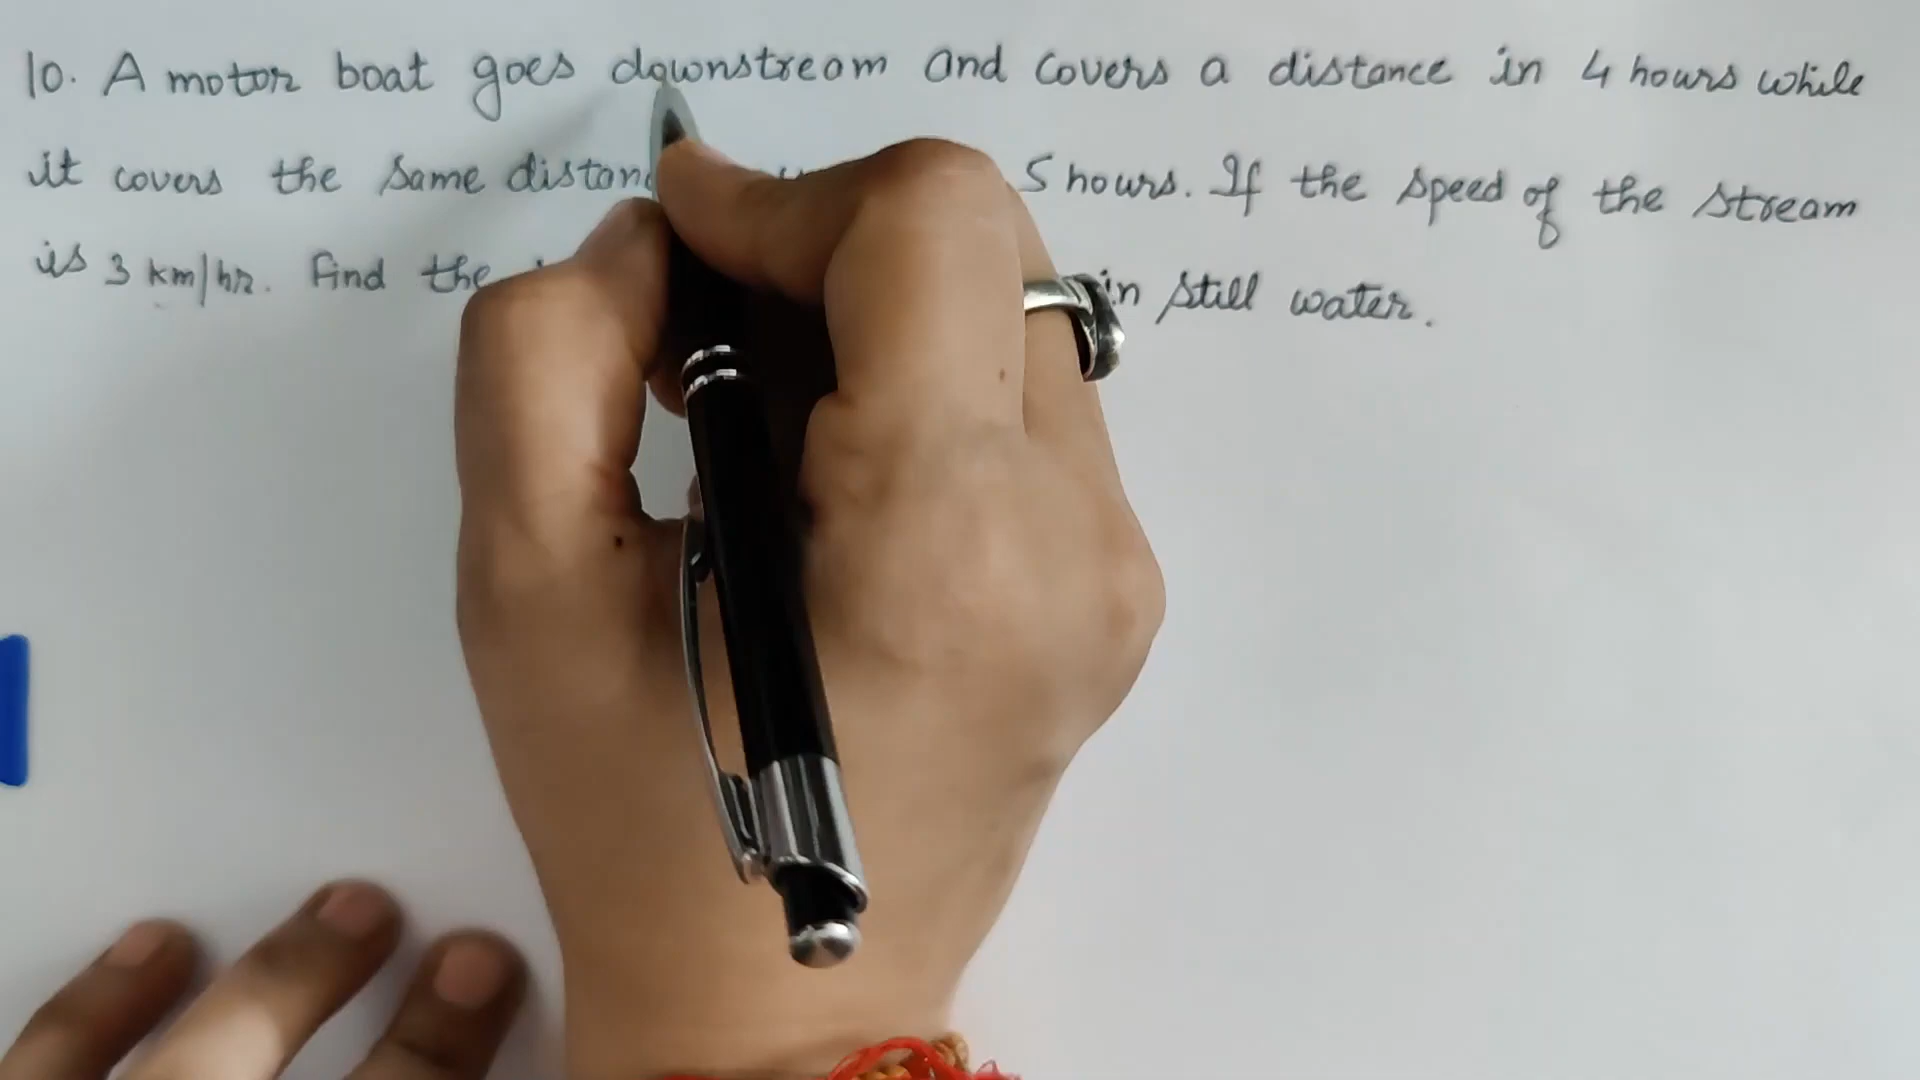 10. A motor boat goes downstream and covers a distance in 4 hours while
it covers the same distanc 5 hours. If the speed of the stream
is 3 km/hr. Find the in still water.